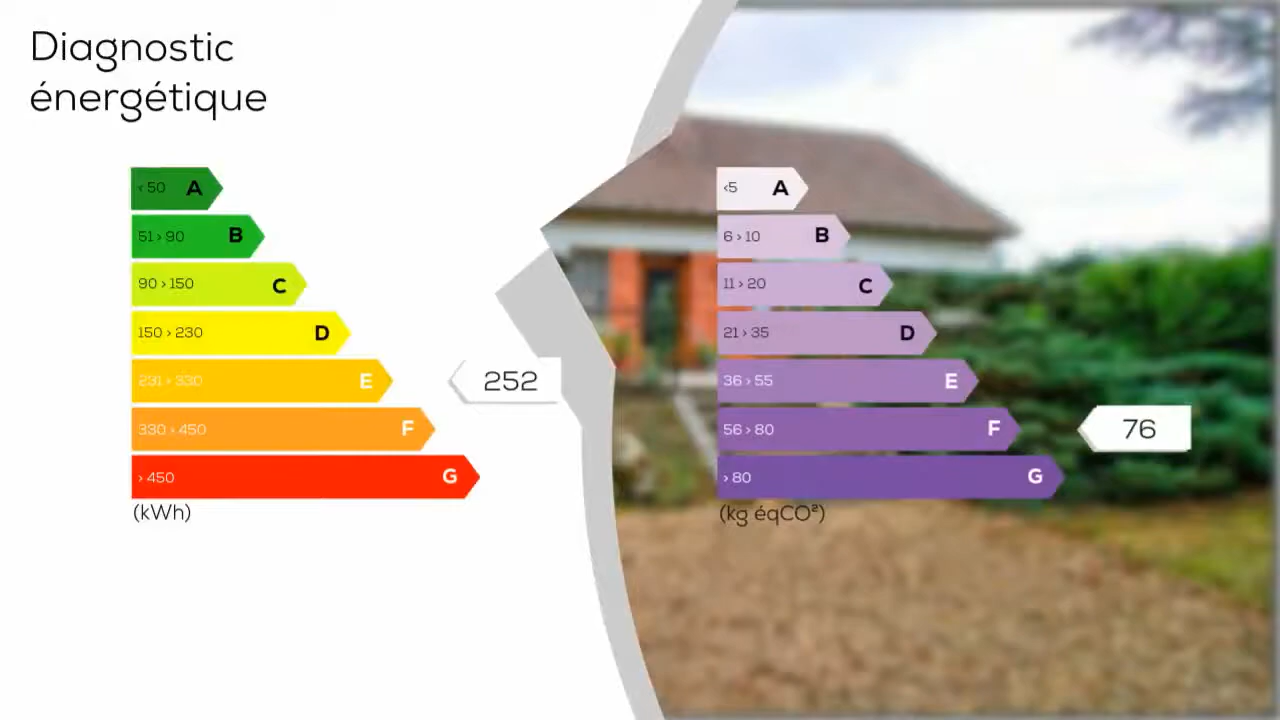 Diagnostic
énergétique
< 50 A
51 > 90 B
90 > 150 C
150 > 230 D
231 > 330 E
252
330 > 450 F
> 450 G
(kWh)
<5 A
6 > 10 B
11 > 20 C
21 > 35 D
36 > 55 E
56 > 80 F
76
> 80 G
(kg éqCO²)